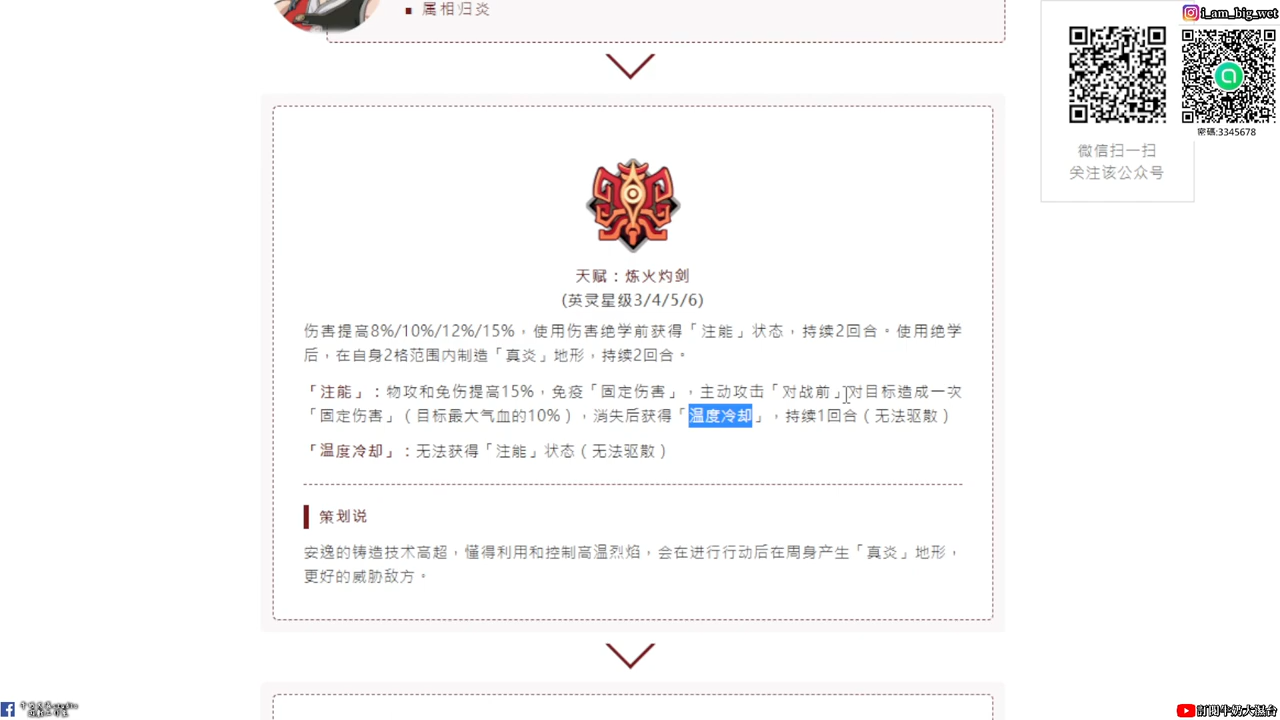 属相归炎
i_am_big_wet
密碼:3345678
微信扫一扫
关注该公众号
天赋：炼火灼剑
(英灵星级3/4/5/6)
伤害提高8%/10%/12%/15%，使用伤害绝学前获得「注能」状态，持续2回合。使用绝学
后，在自身2格范围内制造「真炎」地形，持续2回合。
「注能」：物攻和免伤提高15%，免疫「固定伤害」，主动攻击「对战前」对目标造成一次
「固定伤害」（目标最大气血的10%），消失后获得「温度冷却」，持续1回合（无法驱散）
「温度冷却」：无法获得「注能」状态（无法驱散）
策划说
安逸的铸造技术高超，懂得利用和控制高温烈焰，会在进行行动后在周身产生「真炎」地形，
更好的威胁敌方。